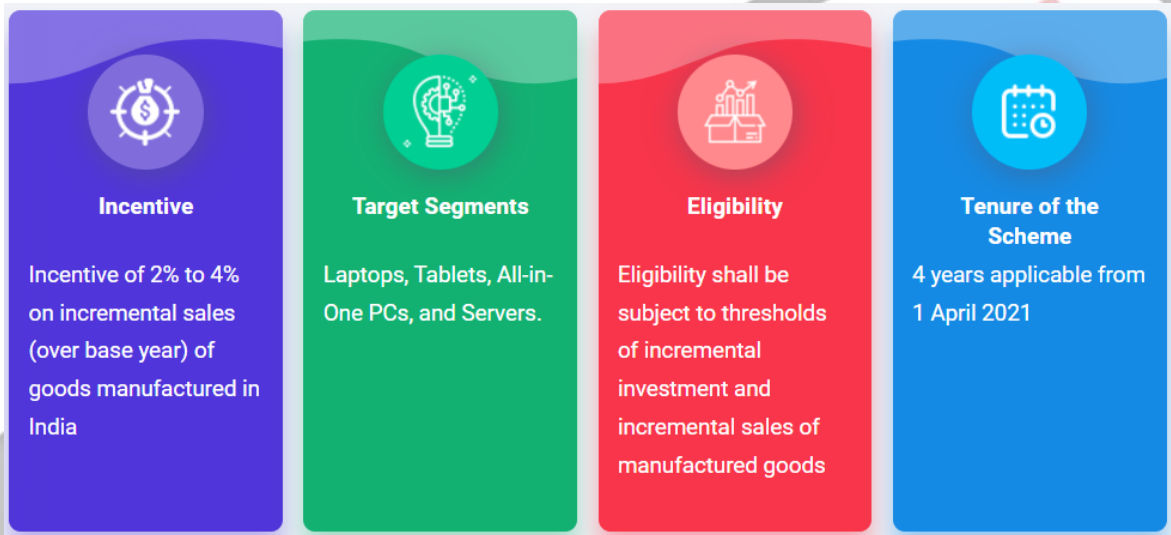 Incentive
Incentive of 2% to 4%
on incremental sales
(over base year) of
goods manufactured in
India
Target Segments
Laptops, Tablets, All-in-
One PCs, and Servers.
Eligibility
Eligibility shall be
subject to thresholds
of incremental
investment and
incremental sales of
manufactured goods
Tenure of the
Scheme
4 years applicable from
1 April 2021